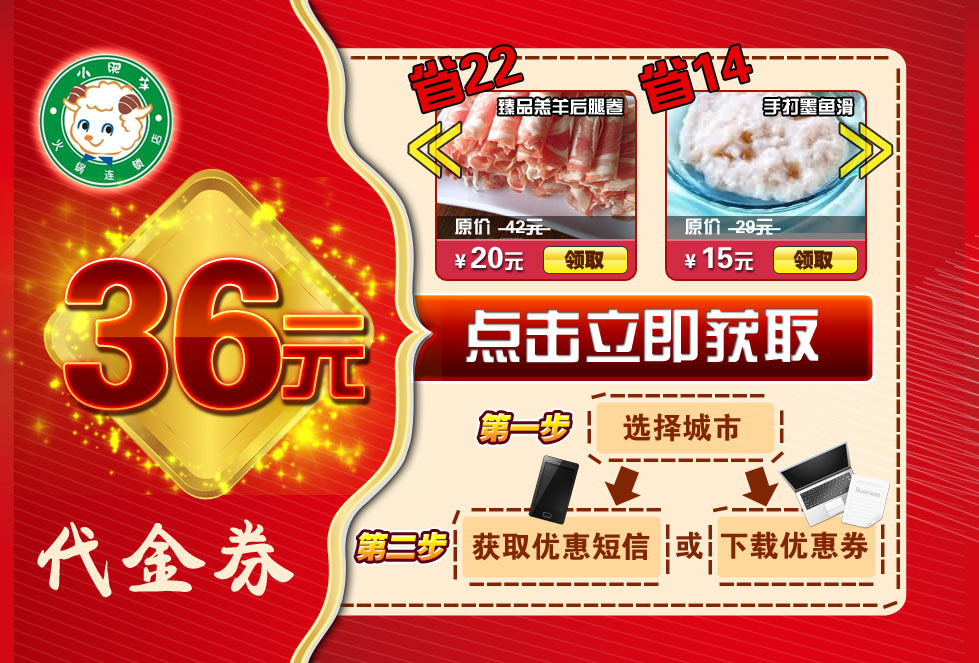 小肥羊
火锅连锁店
36元
代金券
省22
臻品羔羊后腿卷
原价 42元
¥20元
领取
省14
手打墨鱼滑
原价 29元
¥15元
领取
点击立即获取
第一步
选择城市
第二步
获取优惠短信
或
下载优惠券
Business